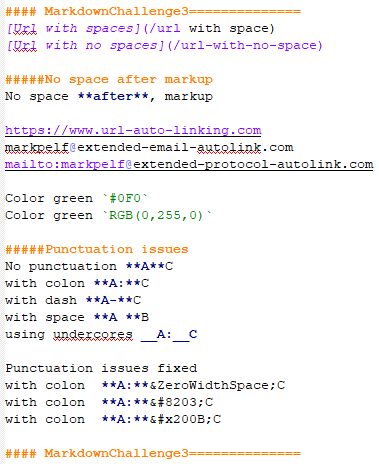 #### MarkdownChallenge3==============
[Url with spaces](/url with space)
[Url with no spaces](/url-with-no-space)
#####No space after markup
No space **after**, markup
https://www.url-auto-linking.com
markpelf@extended-email-autolink.com
mailto:markpelf@extended-protocol-autolink.com
Color green `#0F0`
Color green `RGB(0,255,0)`
#####Punctuation issues
No punctuation **A**C
with colon **A:**C
with dash **A-**C
with space **A **B
using undercores __A:__C
Punctuation issues fixed
with colon  **A:**&ZeroWidthSpace;C
with colon  **A:**&#8203;C
with colon  **A:**&#x200B;C
#### MarkdownChallenge3==============